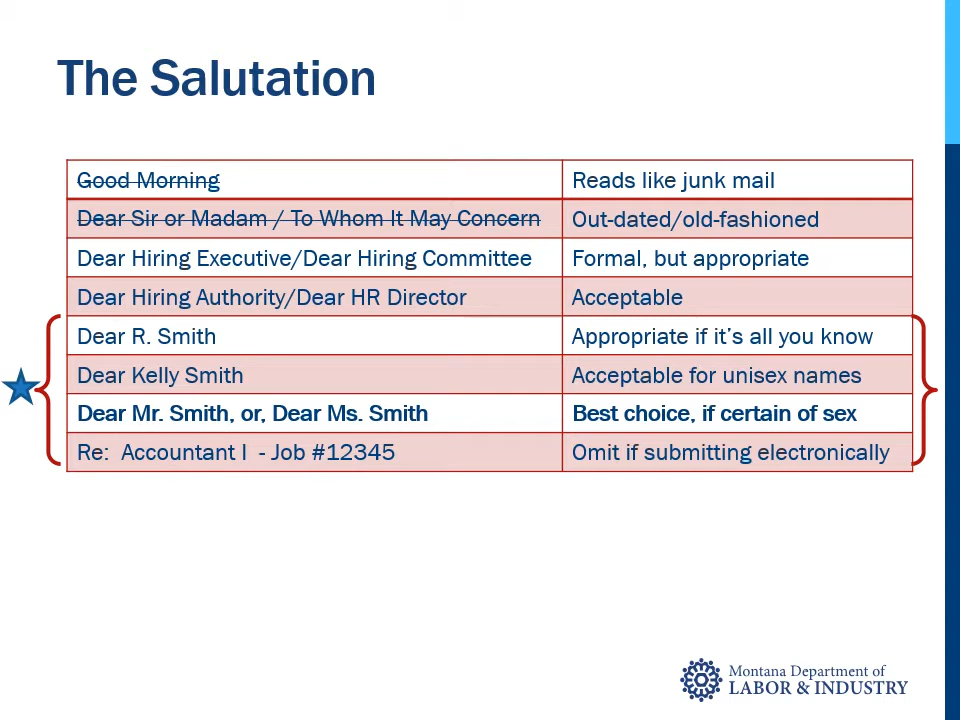 The Salutation
Good Morning Reads like junk mail
Dear Sir or Madam / To Whom It May Concern Out-dated/old-fashioned
Dear Hiring Executive/Dear Hiring Committee Formal, but appropriate
Dear Hiring Authority/Dear HR Director Acceptable
Dear R. Smith Appropriate if it's all you know
Dear Kelly Smith Acceptable for unisex names
Dear Mr. Smith, or, Dear Ms. Smith Best choice, if certain of sex
Re:  Accountant I  - Job #12345 Omit if submitting electronically
Montana Department of
LABOR & INDUSTRY